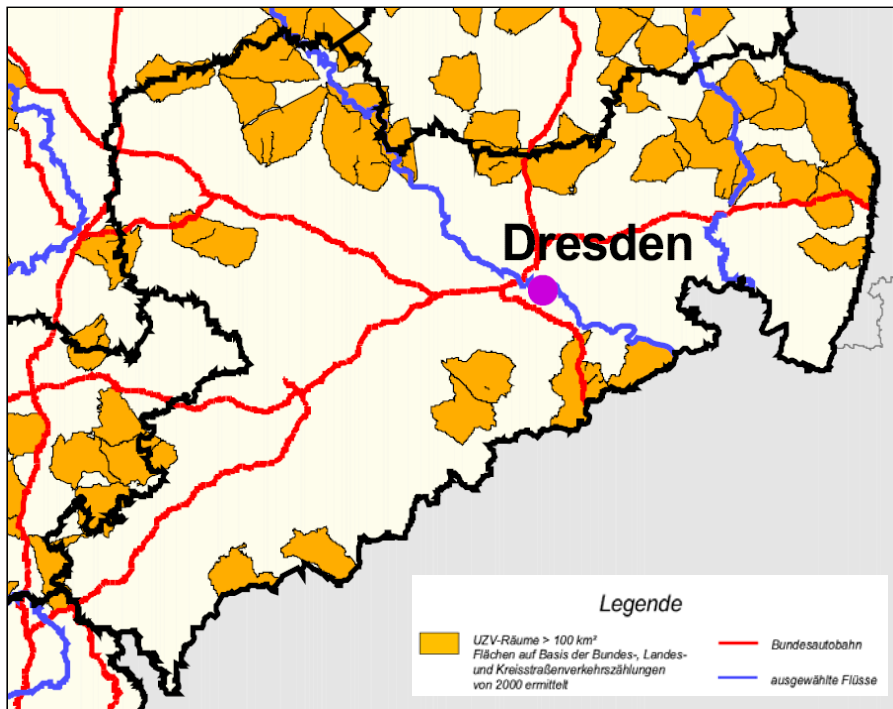 Dresden
Legende
UZV-Räume > 100 km²
Flächen auf Basis der Bundes-, Landes-
und Kreisstraßenverkehrszählungen
von 2000 ermittelt
Bundesautobahn
ausgewählte Flüsse